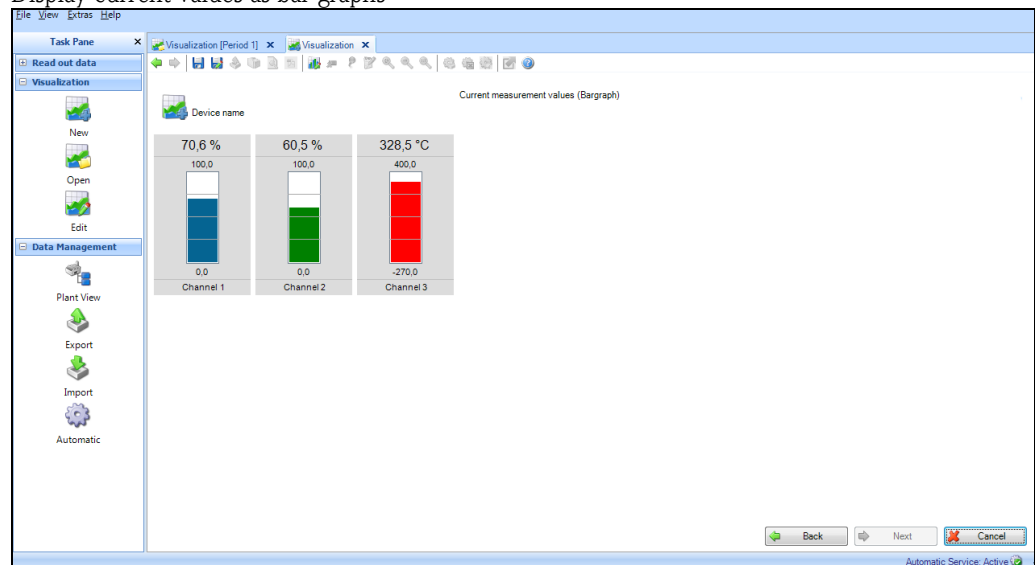 Display current values as bar graphs
File View Extras Help
Task Pane
Visualization [Period 1]
Visualization
Read out data
Visualization
New
Open
Edit
Data Management
Plant View
Export
Import
Automatic
Current measurement values (Bargraph)
Device name
70,6 % 60,5 % 328,5 °C
100,0 100,0 400,0
0,0 0,0 -270,0
Channel 1 Channel 2 Channel 3
Back Next Cancel
Automatic Service: Active